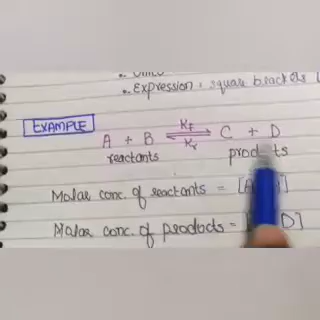 • Expression : square brackets
EXAMPLE
Kf
A + B ⇌ C + D
Kr
reactants products
Molar conc. of reactants = [A]
Molar conc. of products = [ D]